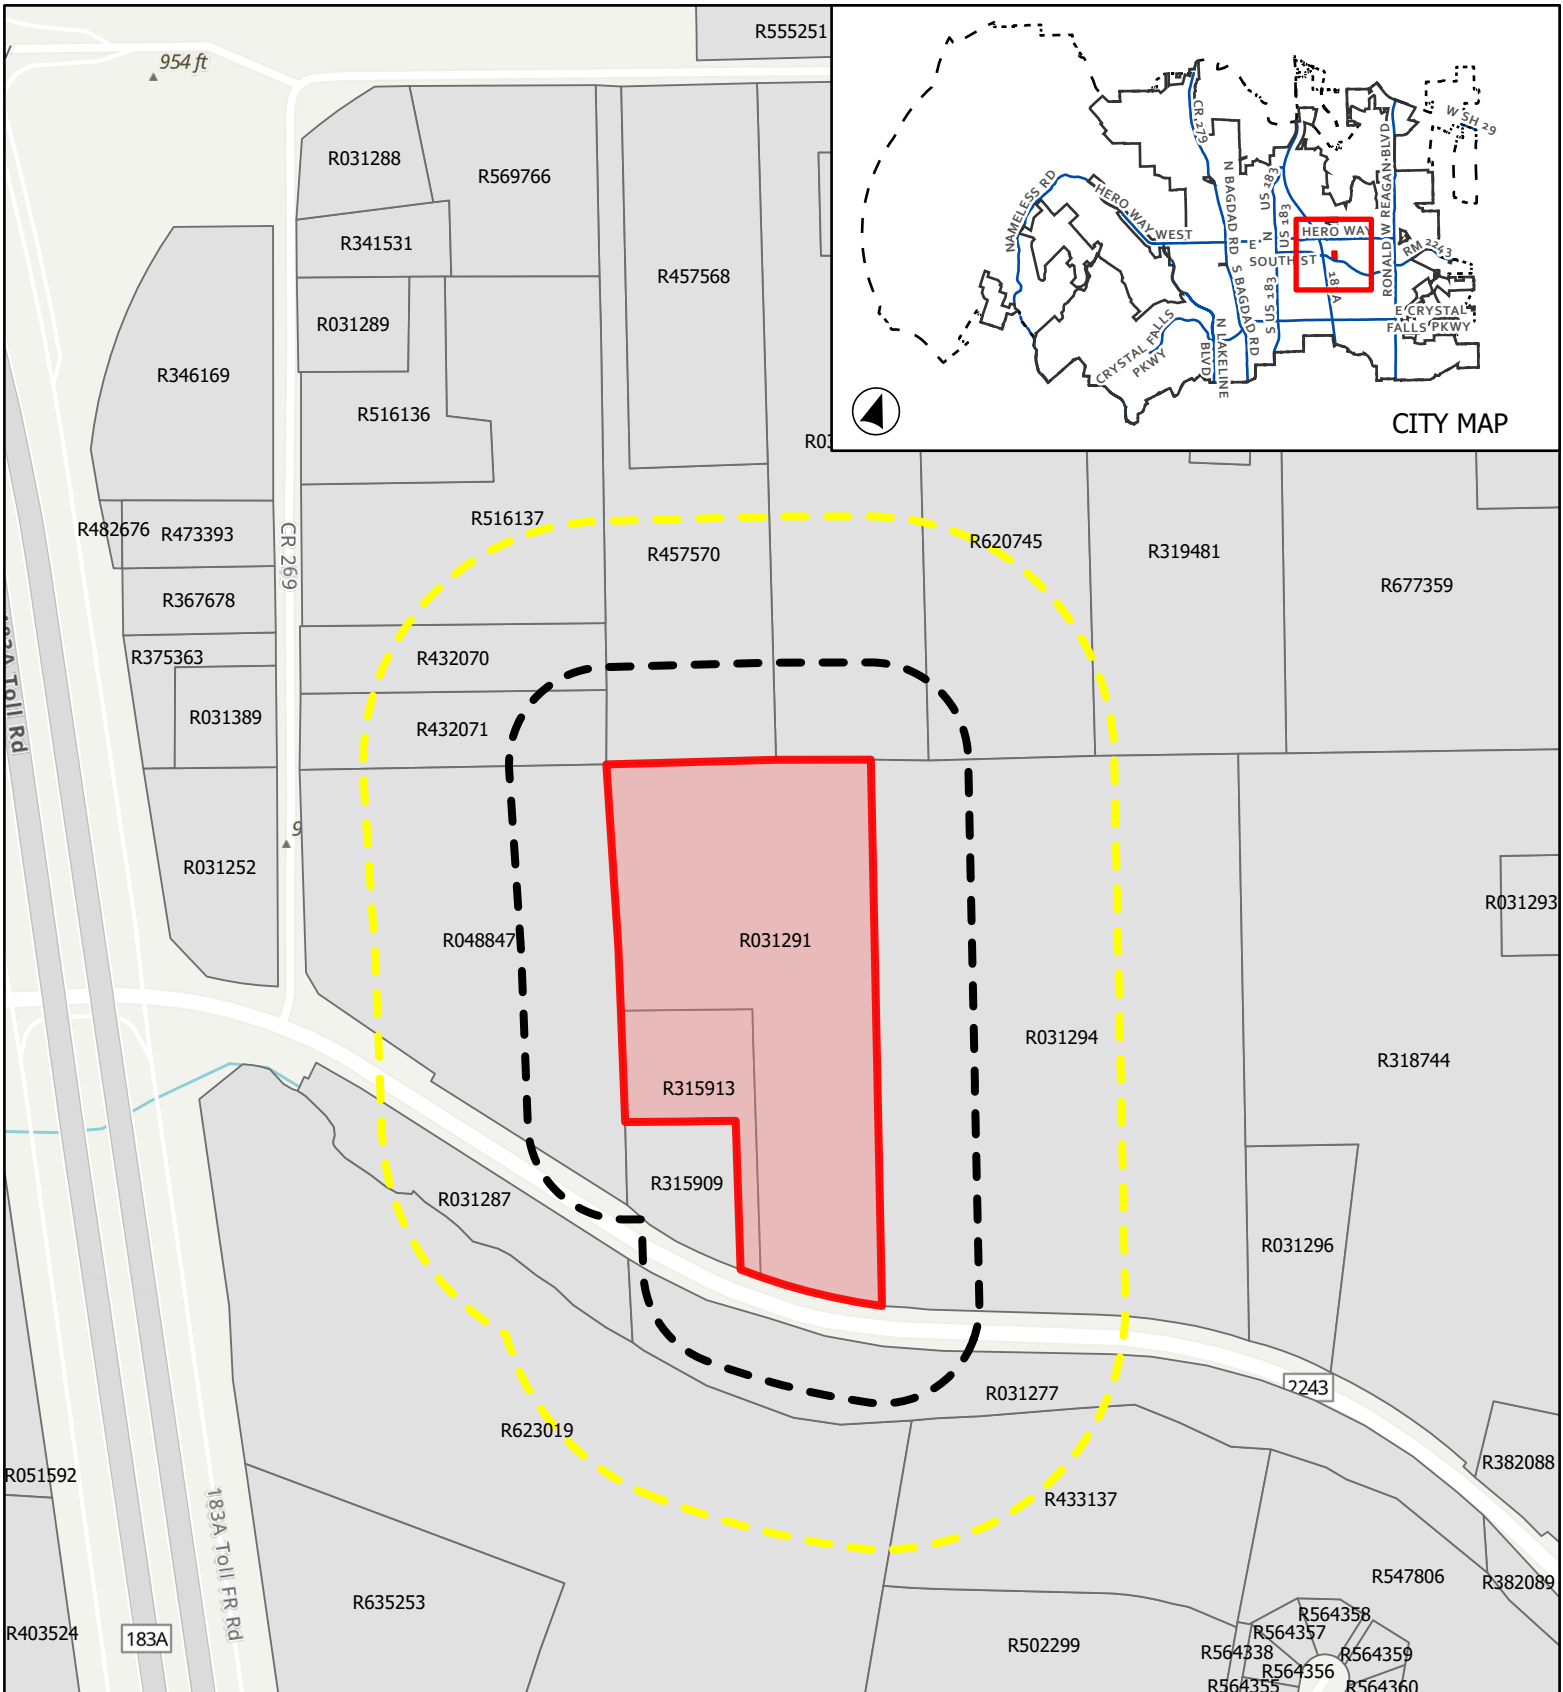 R555251
954 ft
R031288
R569766
R341531
R457568
R031289
R346169
R516136
R03
R482676
R473393
R516137
CR 269
R457570
R620745
R319481
R677359
R367678
R375363
R432070
R031389
R432071
183A Toll Rd
9
R031252
R048847
R031291
R031293
R031294
R318744
R315913
R315909
R031287
R031296
2243
R031277
R623019
R382088
R051592
R433137
183A Toll FR Rd
R547806
R382089
R635253
R403524
183A
R502299
R564358
R564357
R564338
R564359
R564356
R564355
R564360
CR 279
W SH 29
NAMELESS RD
HERO WAY
WEST
N BAGDAD RD
S BAGDAD RD
N
US 183
US 183
E
SOUTH ST
HERO WAY
RONALD W REAGAN BLVD
RM 2243
183A
S US 183
E CRYSTAL
FALLS PKWY
CRYSTAL FALLS
PKWY
N LAKELINE
BLVD
CITY MAP